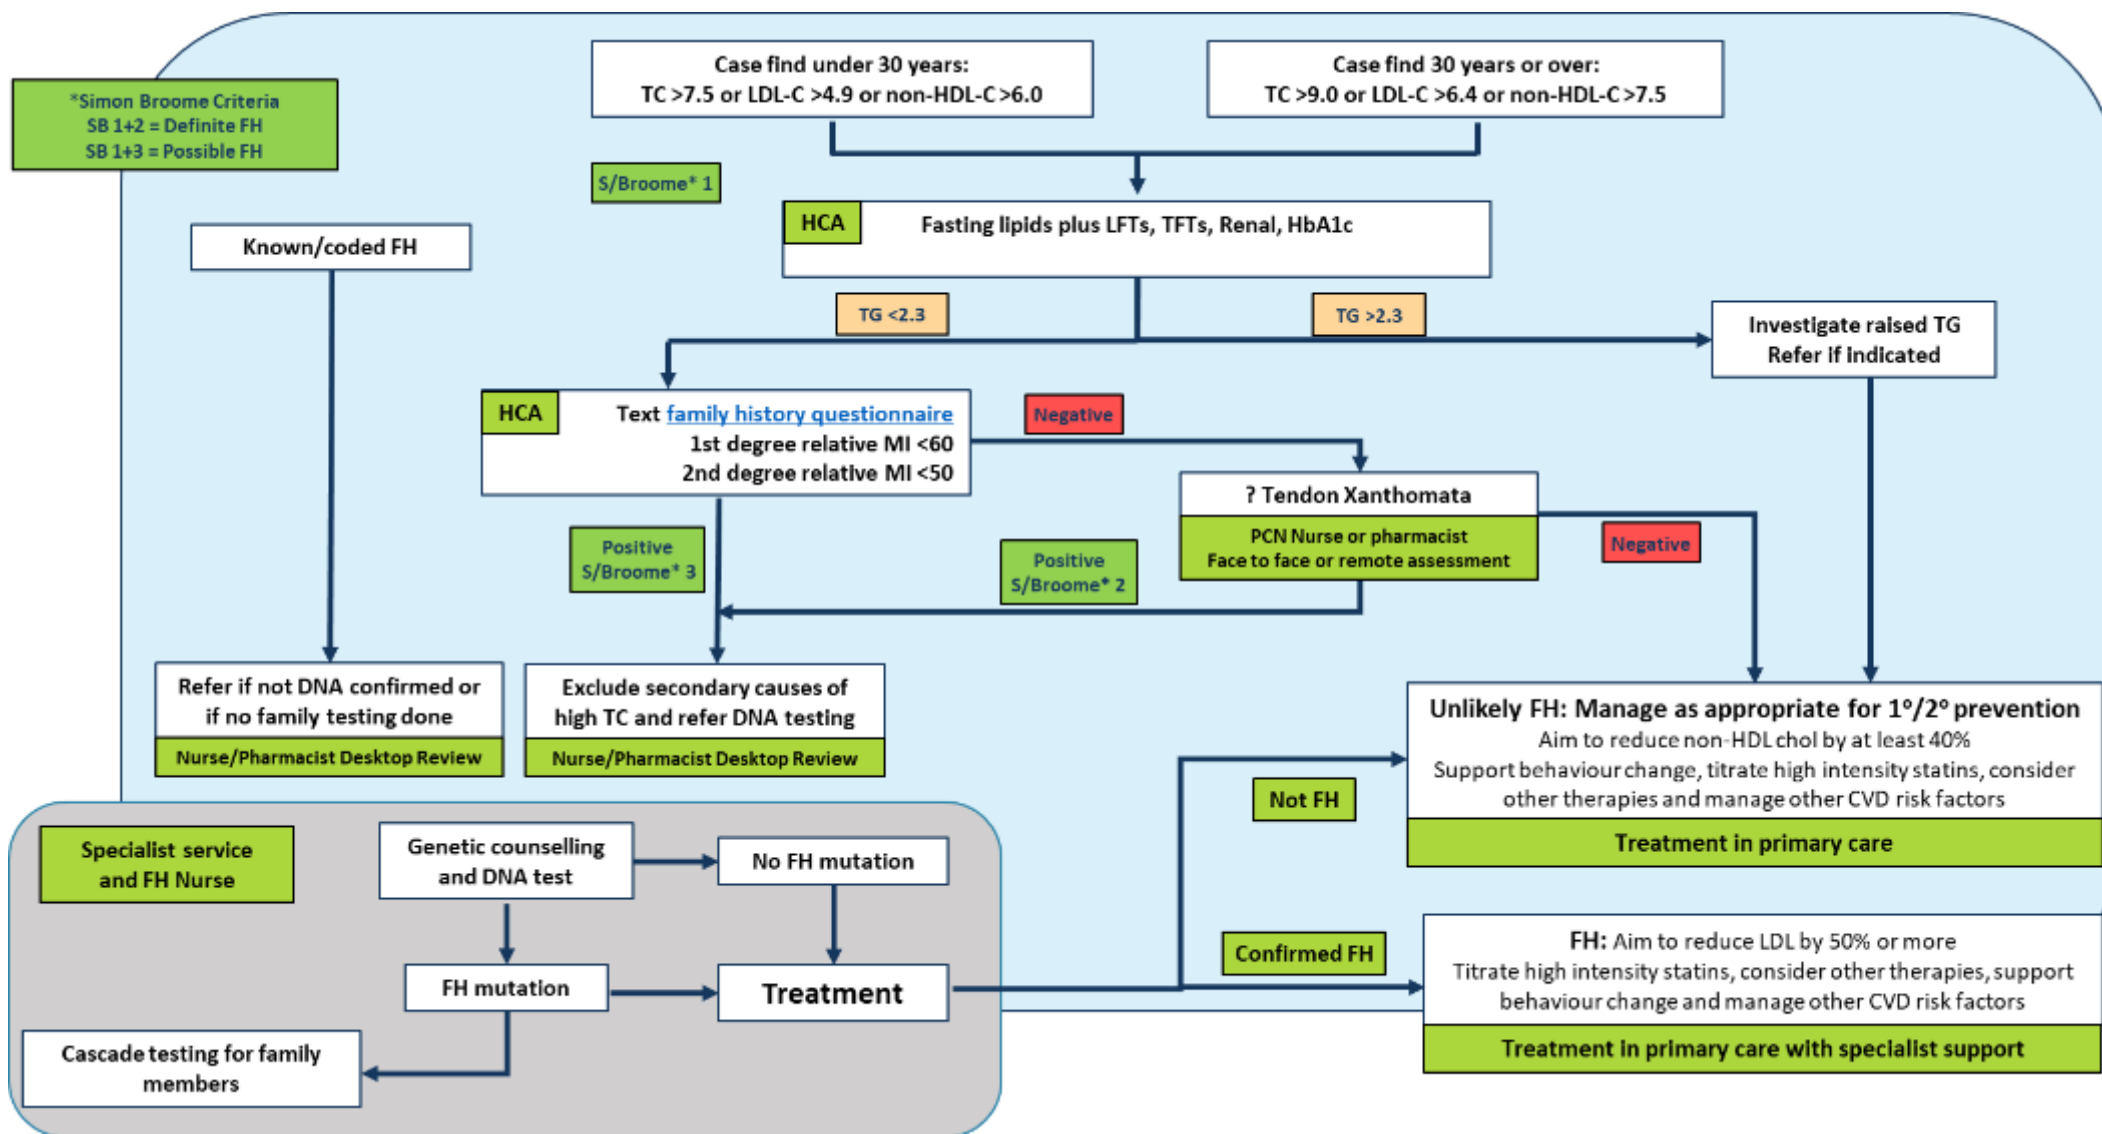 Case find under 30 years:
TC >7.5 or LDL-C >4.9 or non-HDL-C >6.0
Case find 30 years or over:
TC >9.0 or LDL-C >6.4 or non-HDL-C >7.5
*Simon Broome Criteria
SB 1+2 = Definite FH
SB 1+3 = Possible FH
S/Broome* 1
HCA
Fasting lipids plus LFTs, TFTs, Renal, HbA1c
Known/coded FH
TG <2.3
TG >2.3
Investigate raised TG
Refer if indicated
HCA
Text family history questionnaire
1st degree relative MI <60
2nd degree relative MI <50
Negative
? Tendon Xanthomata
PCN Nurse or pharmacist
Face to face or remote assessment
Negative
Positive
S/Broome* 3
Positive
S/Broome* 2
Refer if not DNA confirmed or
if no family testing done
Nurse/Pharmacist Desktop Review
Exclude secondary causes of
high TC and refer DNA testing
Nurse/Pharmacist Desktop Review
Unlikely FH: Manage as appropriate for 1º/2º prevention
Aim to reduce non-HDL chol by at least 40%
Support behaviour change, titrate high intensity statins, consider
other therapies and manage other CVD risk factors
Treatment in primary care
Not FH
Specialist service
and FH Nurse
Genetic counselling
and DNA test
No FH mutation
FH mutation
Treatment
Cascade testing for family
members
Confirmed FH
FH: Aim to reduce LDL by 50% or more
Titrate high intensity statins, consider other therapies, support
behaviour change and manage other CVD risk factors
Treatment in primary care with specialist support